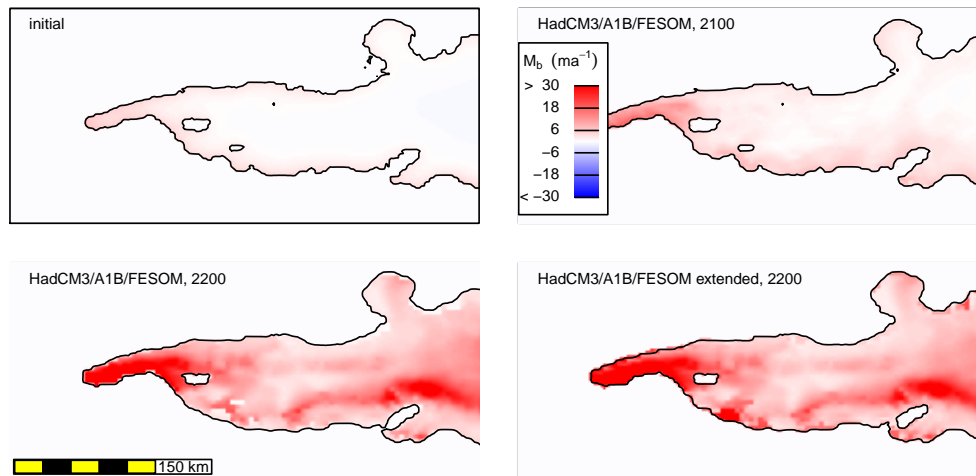 initial
HadCM3/A1B/FESOM, 2100
M_b (ma⁻¹)
> 30
18
6
−6
−18
< −30
HadCM3/A1B/FESOM, 2200
HadCM3/A1B/FESOM extended, 2200
150 km